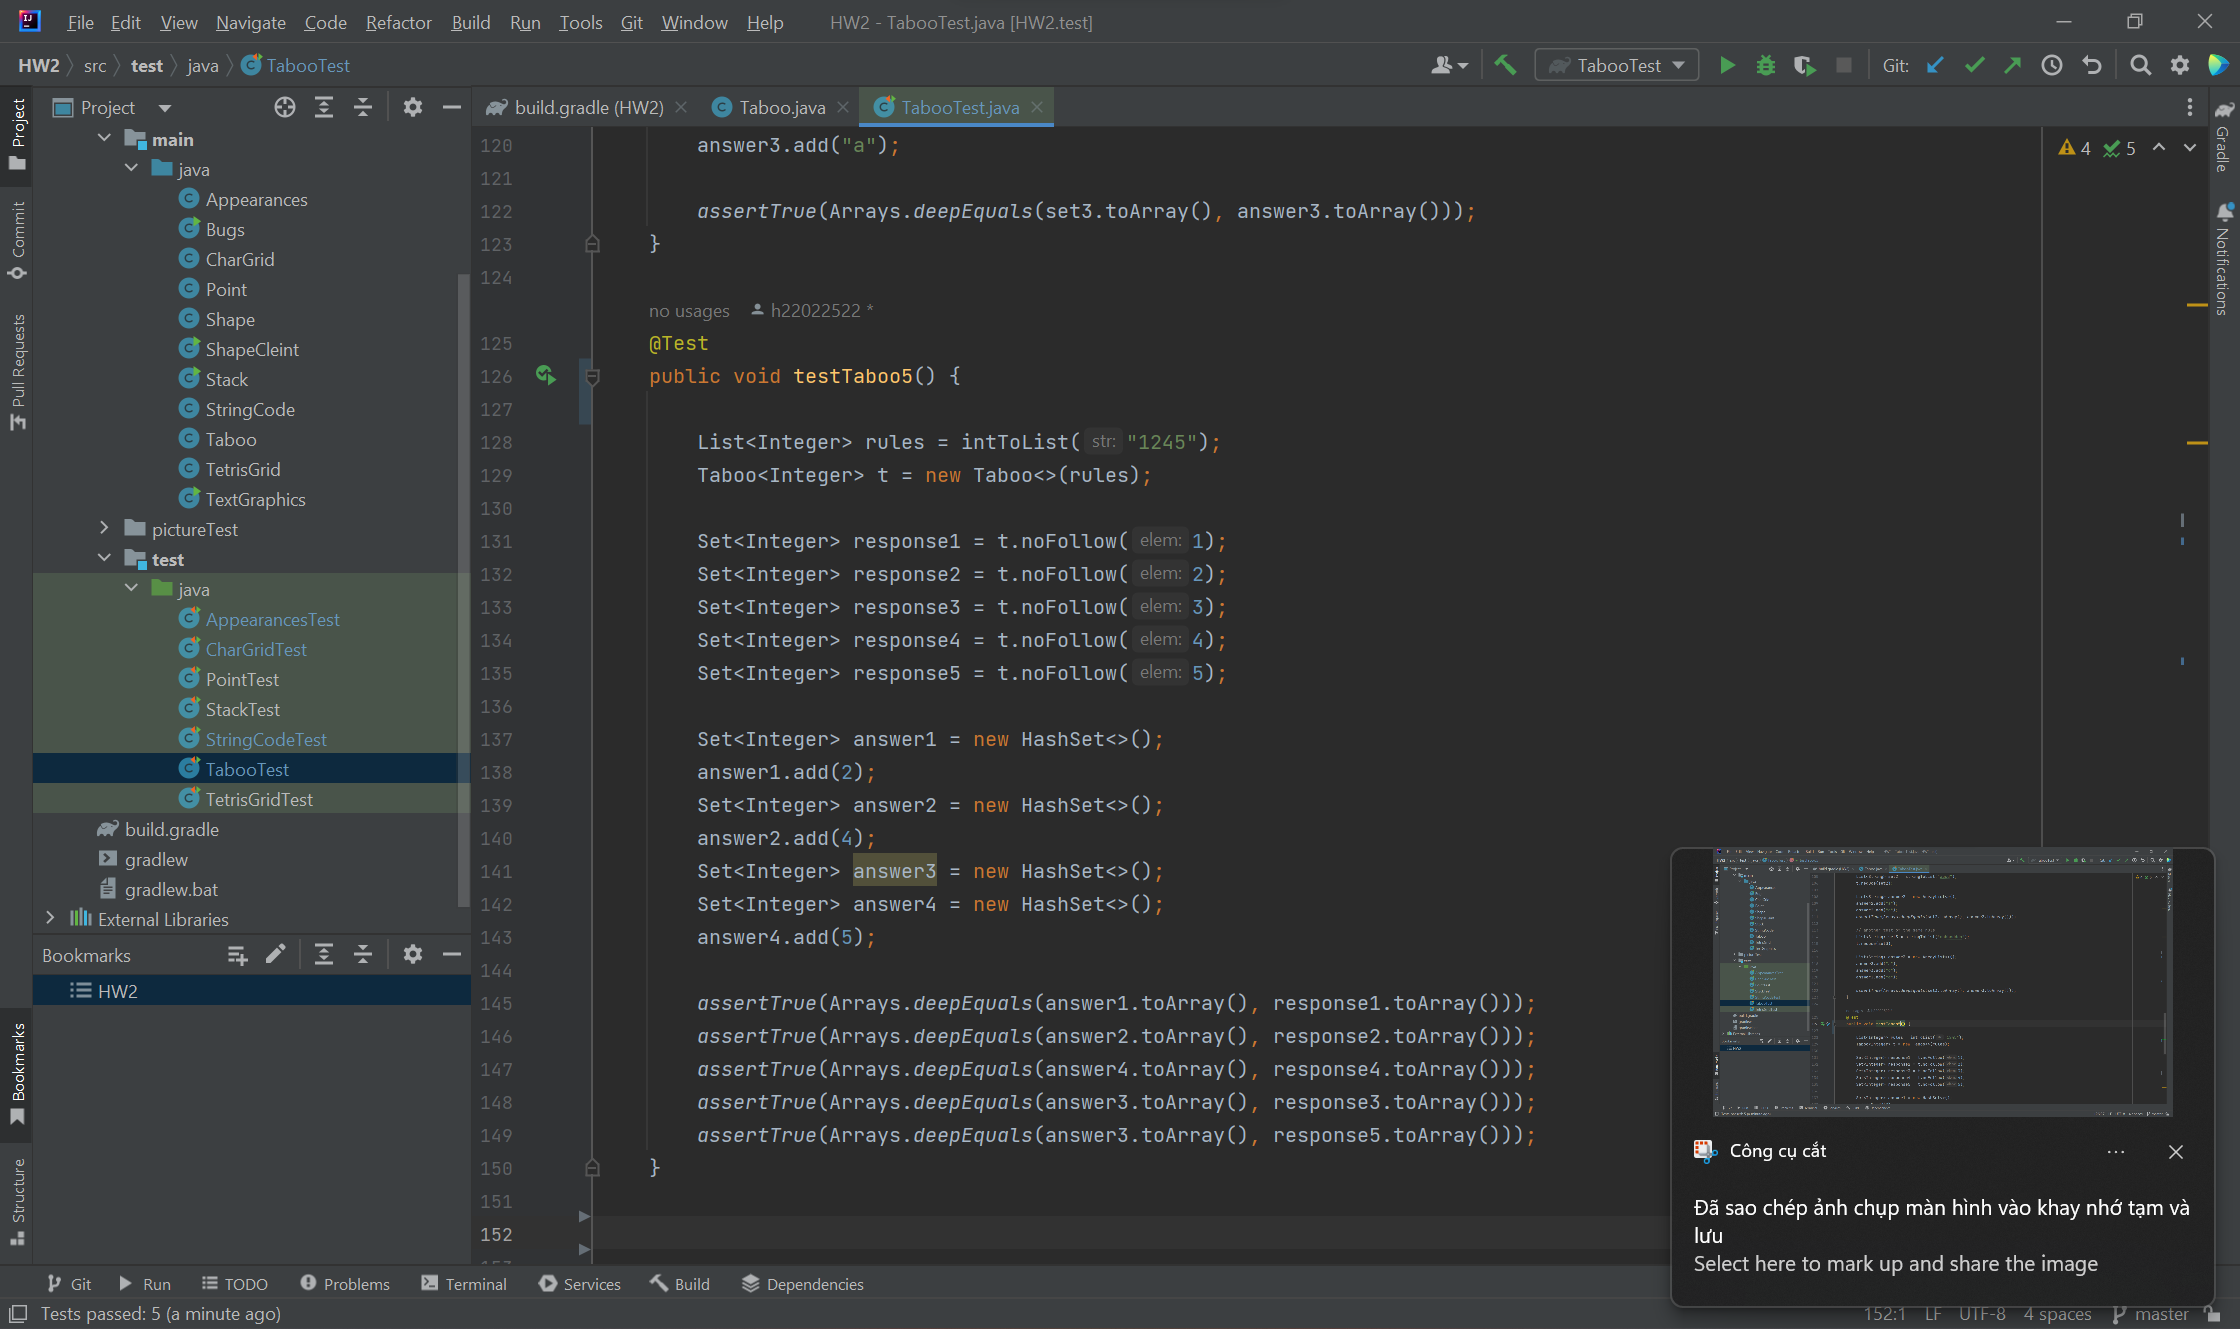 File Edit View Navigate Code Refactor Build Run Tools Git Window Help HW2 - TabooTest.java [HW2.test]
HW2 src test java TabooTest
TabooTest Git:
Project
build.gradle (HW2) Taboo.java TabooTest.java
4 5
Project
Commit
Pull Requests
Bookmarks
Structure
Gradle
Notifications
main
java
Appearances
Bugs
CharGrid
Point
Shape
ShapeCleint
Stack
StringCode
Taboo
TetrisGrid
TextGraphics
pictureTest
test
java
AppearancesTest
CharGridTest
PointTest
StackTest
StringCodeTest
TabooTest
TetrisGridTest
build.gradle
gradlew
gradlew.bat
External Libraries
Bookmarks
HW2
120 answer3.add("a");
121
122 assertTrue(Arrays.deepEquals(set3.toArray(), answer3.toArray()));
123 }
124
no usages h22022522 *
125 @Test
126 public void testTaboo5() {
127
128 List<Integer> rules = intToList( str: "1245");
129 Taboo<Integer> t = new Taboo<>(rules);
130
131 Set<Integer> response1 = t.noFollow( elem: 1);
132 Set<Integer> response2 = t.noFollow( elem: 2);
133 Set<Integer> response3 = t.noFollow( elem: 3);
134 Set<Integer> response4 = t.noFollow( elem: 4);
135 Set<Integer> response5 = t.noFollow( elem: 5);
136
137 Set<Integer> answer1 = new HashSet<>();
138 answer1.add(2);
139 Set<Integer> answer2 = new HashSet<>();
140 answer2.add(4);
141 Set<Integer> answer3 = new HashSet<>();
142 Set<Integer> answer4 = new HashSet<>();
143 answer4.add(5);
144
145 assertTrue(Arrays.deepEquals(answer1.toArray(), response1.toArray()));
146 assertTrue(Arrays.deepEquals(answer2.toArray(), response2.toArray()));
147 assertTrue(Arrays.deepEquals(answer4.toArray(), response4.toArray()));
148 assertTrue(Arrays.deepEquals(answer3.toArray(), response3.toArray()));
149 assertTrue(Arrays.deepEquals(answer3.toArray(), response5.toArray()));
150 }
151
152
Công cụ cắt
Đã sao chép ảnh chụp màn hình vào khay nhớ tạm và
lưu
Select here to mark up and share the image
Git Run TODO Problems Terminal Services Build Dependencies
Tests passed: 5 (a minute ago) 152:1 LF UTF-8 4 spaces master